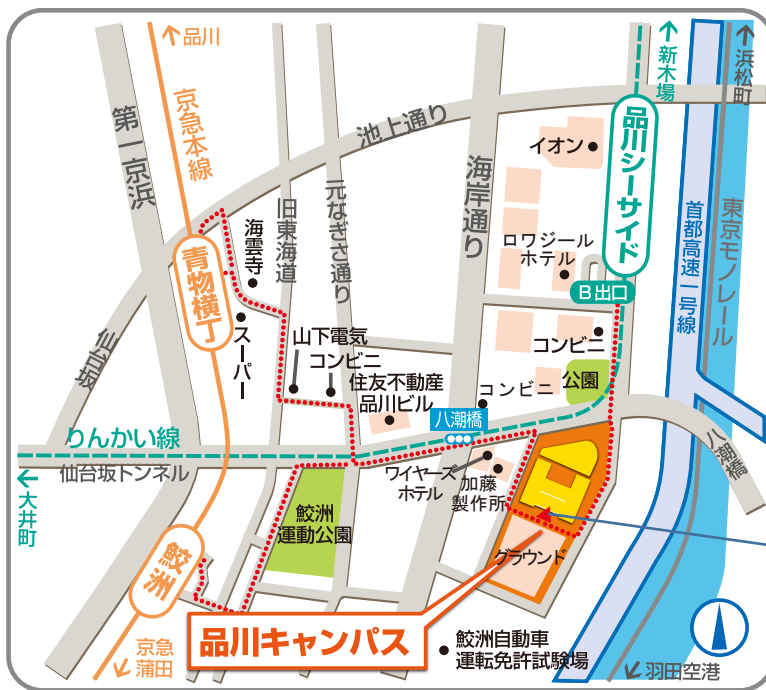 品川
京急本線
第一京浜
池上通り
海岸通り
イオン
品川シーサイド
新木場
浜松町
首都高速一号線
東京モノレール
海雲寺
旧東海道
元なぎさ通り
ロワジール
ホテル
B出口
青物横丁
スーパー
仙台坂
山下電気
コンビニ
住友不動産
品川ビル
コンビニ
コンビニ
公園
八潮橋
りんかい線
仙台坂トンネル
大井町
ワイヤーズ
ホテル
加藤
製作所
八潮橋
鮫洲
運動公園
グラウンド
鮫洲
品川キャンパス
京急
蒲田
鮫洲自動車
運転免許試験場
羽田空港